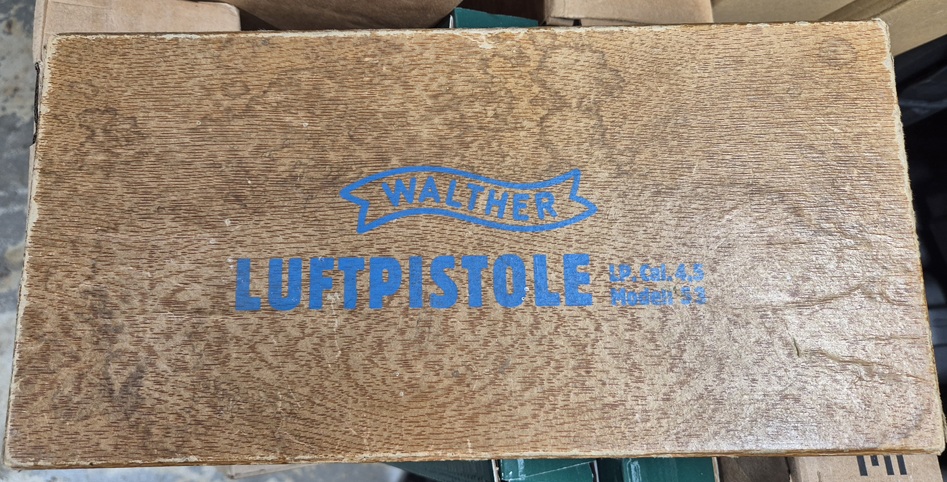 WALTHER
LUFTPISTOLE
LP. Cal. 4,5
Modell 53